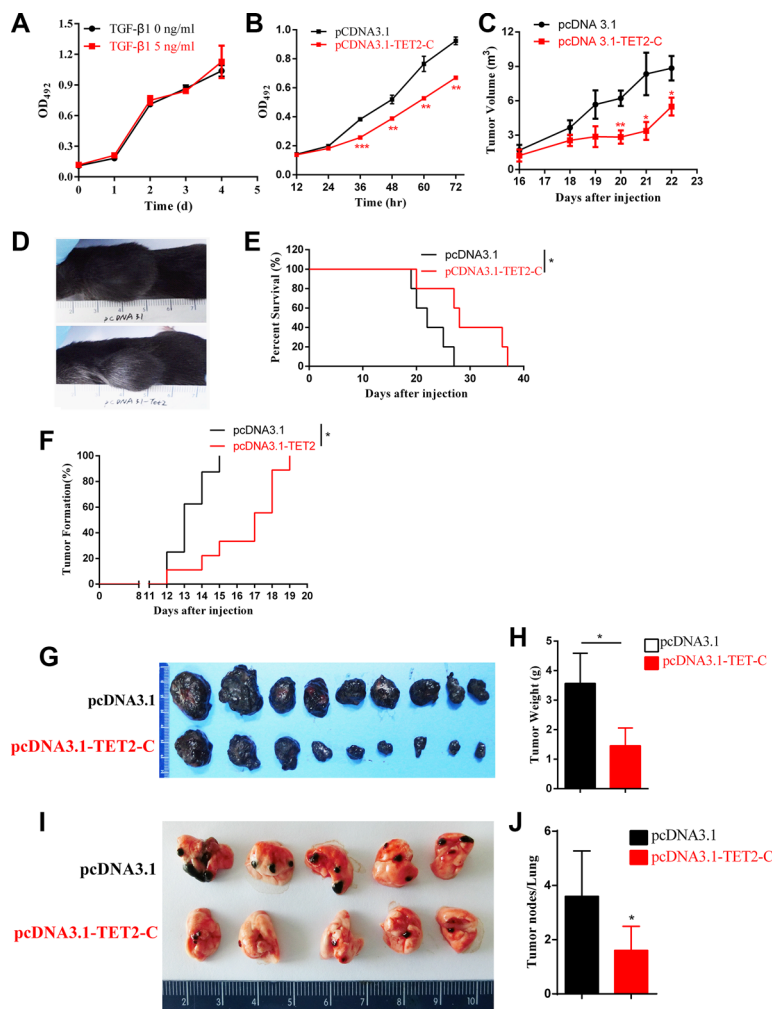 A
TGF-β1 0 ng/ml
TGF-β1 5 ng/ml
OD492
1.5
1.2
0.9
0.6
0.3
0.0
0 1 2 3 4 5
Time (d)
B
pCDNA3.1
pCDNA3.1-TET2-C
OD492
1.0
0.8
0.6
0.4
0.2
0.0
*** ** ** **
12 24 36 48 60 72
Time (hr)
C
pcDNA 3.1
pcDNA 3.1-TET2-C
Tumor Volume (m3)
12
9
6
3
0
** * *
16 18 19 20 21 22 23
Days after injection
D
pCDNA3.1
pCDNA3.1-Tet2
E
pcDNA3.1
pCDNA3.1-TET2-C
*
Percent Survival (%)
120
100
80
60
40
20
0
0 10 20 30 40
Days after injection
F
pcDNA3.1
pcDNA3.1-TET2
*
Tumor Formation(%)
100
80
60
40
20
0
0 8 11 12 13 14 15 16 17 18 19 20
Days after injection
G
pcDNA3.1
pcDNA3.1-TET2-C
H
pcDNA3.1
pcDNA3.1-TET-C
*
Tumor Weight (g)
5
4
3
2
1
0
I
pcDNA3.1
pcDNA3.1-TET2-C
2 3 4 5 6 7 8 9 10
J
pcDNA3.1
pcDNA3.1-TET2-C
*
Tumor nodes/Lung
6
4
2
0